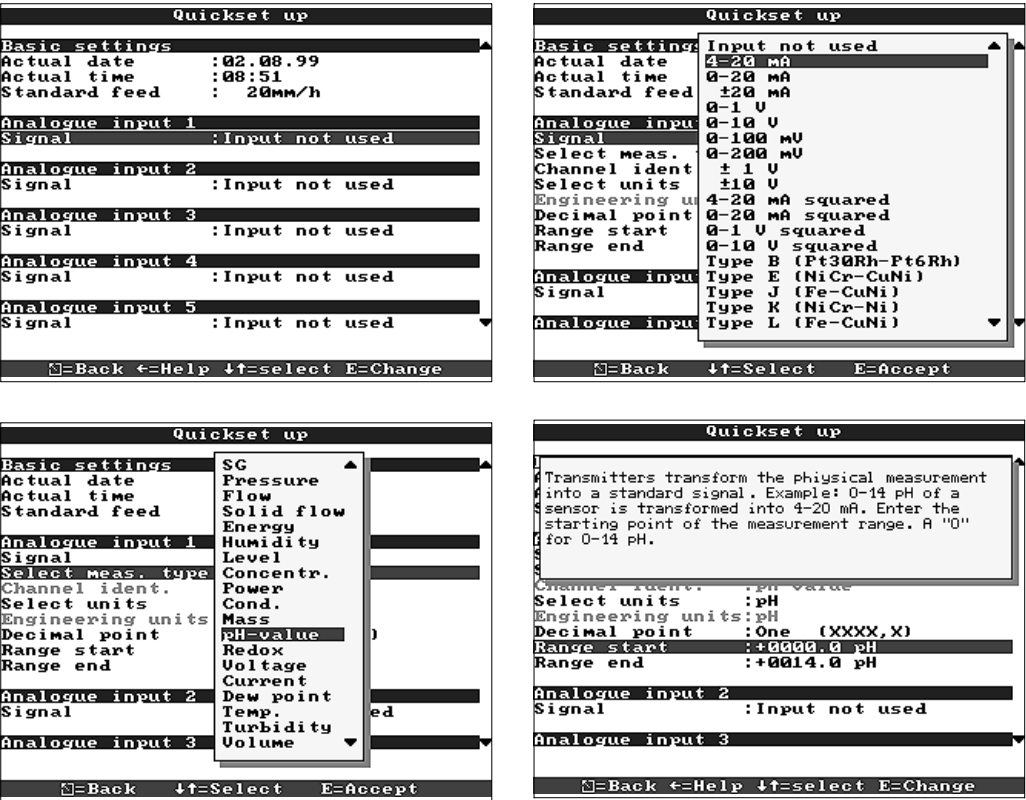 Quickset up
Basic settings
Actual date :02.08.99
Actual time :08:51
Standard feed : 20mm/h
Analogue input 1
Signal :Input not used
Analogue input 2
Signal :Input not used
Analogue input 3
Signal :Input not used
Analogue input 4
Signal :Input not used
Analogue input 5
Signal :Input not used
=Back ←=Help ↓↑=select E=Change
Quickset up
Basic settings
Actual date
Actual time
Standard feed
Analogue inpu
Signal
Select meas.
Channel ident
Select units
Engineering un
Decimal point
Range start
Range end
Analogue inpu
Signal
Analogue inpu
Input not used
4-20 mA
0-20 mA
±20 mA
0-1 V
0-10 V
0-100 mV
0-200 mV
± 1 V
±10 V
4-20 mA squared
0-20 mA squared
0-1 V squared
0-10 V squared
Type B (Pt30Rh-Pt6Rh)
Type E (NiCr-CuNi)
Type J (Fe-CuNi)
Type K (NiCr-Ni)
Type L (Fe-CuNi)
=Back ↓↑=Select E=Accept
Quickset up
Basic settings
Actual date
Actual time
Standard feed
Analogue input 1
Signal
Select meas. type
Channel ident.
Select units
Engineering units
Decimal point )
Range start
Range end
Analogue input 2
Signal ed
Analogue input 3
SG
Pressure
Flow
Solid flow
Energy
Humidity
Level
Concentr.
Power
Cond.
Mass
pH-value
Redox
Voltage
Current
Dew point
Temp.
Turbidity
Volume
=Back ↓↑=Select E=Accept
Quickset up
Transmitters transform the phiysical measurement
into a standard signal. Example: 0-14 pH of a
sensor is transformed into 4-20 mA. Enter the
starting point of the measurement range. A "0"
for 0-14 pH.
Channel ident. :pH-value
Select units :pH
Engineering units:pH
Decimal point :One (XXXX,X)
Range start :+0000.0 pH
Range end :+0014.0 pH
Analogue input 2
Signal :Input not used
Analogue input 3
=Back ←=Help ↓↑=select E=Change